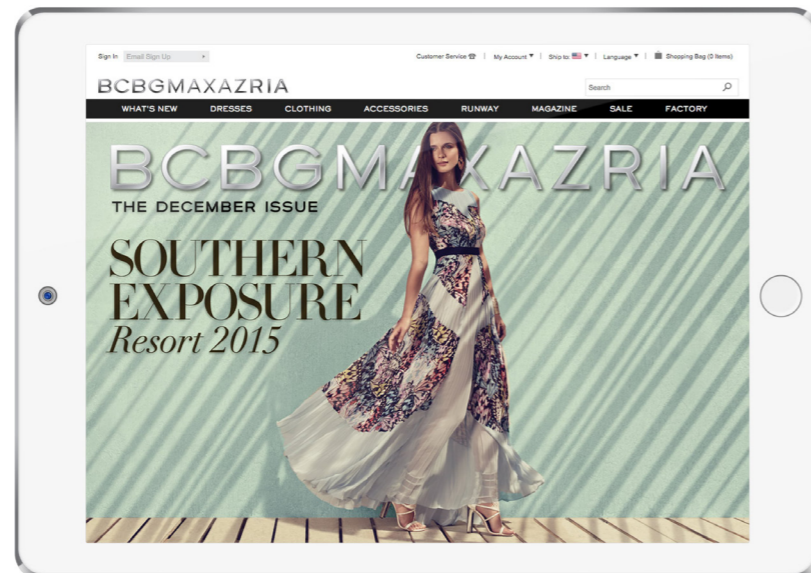 Sign In Email Sign Up Customer Service My Account Ship to: Language Shopping Bag (0 Items)
BCBGMAXAZRIA
Search
WHAT'S NEW DRESSES CLOTHING ACCESSORIES RUNWAY MAGAZINE SALE FACTORY
BCBGMAXAZRIA
THE DECEMBER ISSUE
SOUTHERN
EXPOSURE
Resort 2015